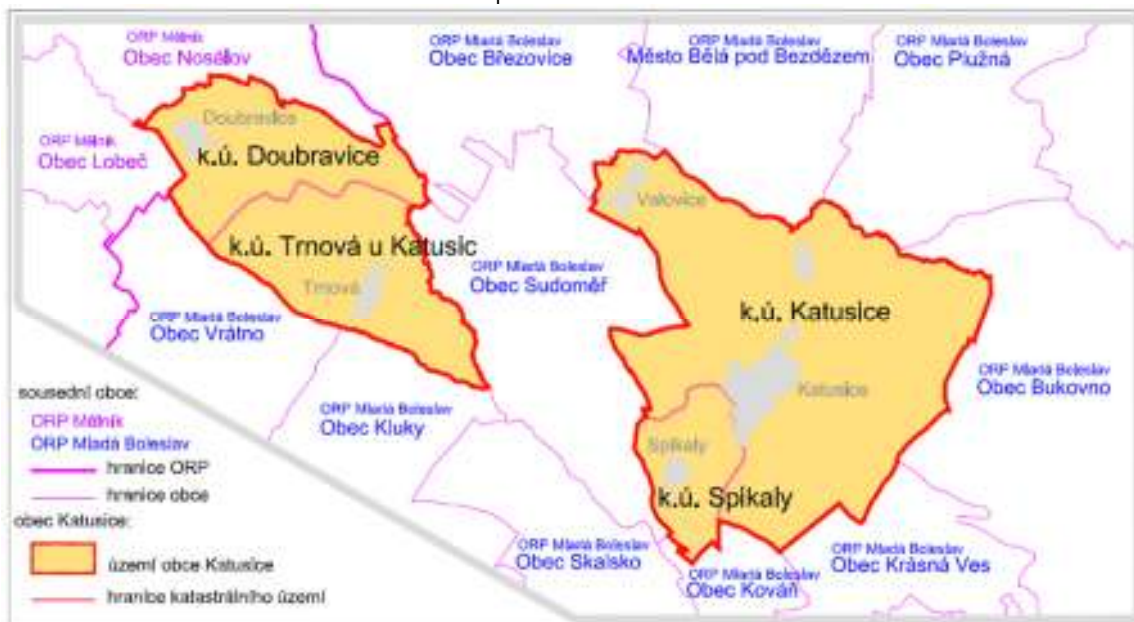 ORP Mělník
Obec Nosálov
ORP Mladá Boleslav
Obec Březovice
ORP Mladá Boleslav
Město Bělá pod Bezdězem
ORP Mladá Boleslav
Obec Plužná
Doubravice
ORP Mělník
Obec Lobeč
k.ú. Doubravice
Valovice
k.ú. Trnová u Katusic
ORP Mladá Boleslav
Obec Sudoměř
Trnová
k.ú. Katusice
ORP Mladá Boleslav
Obec Vrátno
ORP Mladá Boleslav
Obec Bukovno
Katusice
sousední obce:
ORP Mělník
ORP Mladá Boleslav
hranice ORP
hranice obce
ORP Mladá Boleslav
Obec Kluky
Spikaly
k.ú. Spikaly
obec Katusice:
území obce Katusice
hranice katastrálního území
ORP Mladá Boleslav
Obec Skalsko
ORP Mladá Boleslav
Obec Kováň
ORP Mladá Boleslav
Obec Krásná Ves